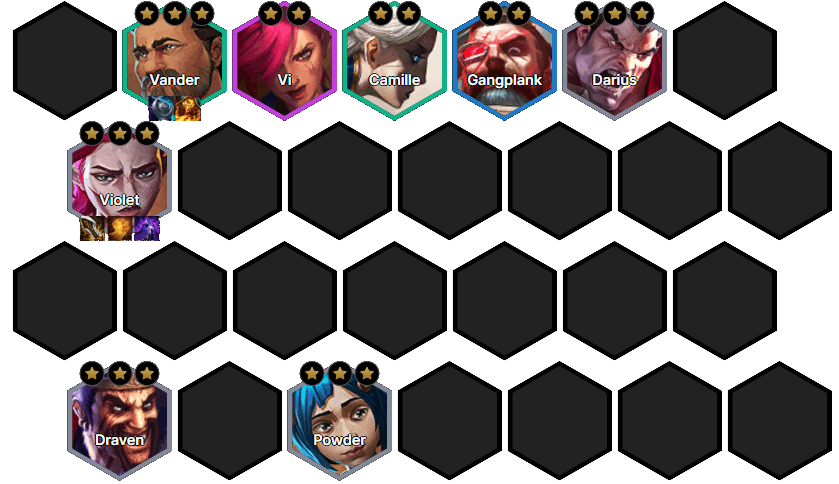 Vander
Vi
Camille
Gangplank
Darius
Violet
Draven
Powder